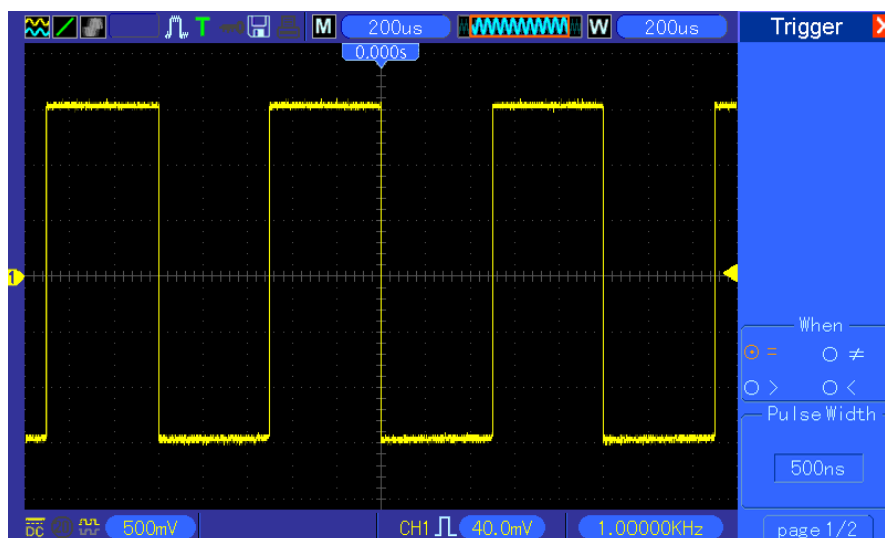 T M 200us W 200us Trigger
0.000s
1
When
= ≠
> <
Pulse Width
500ns
DC 500mV CH1 40.0mV 1.00000KHz page 1/2